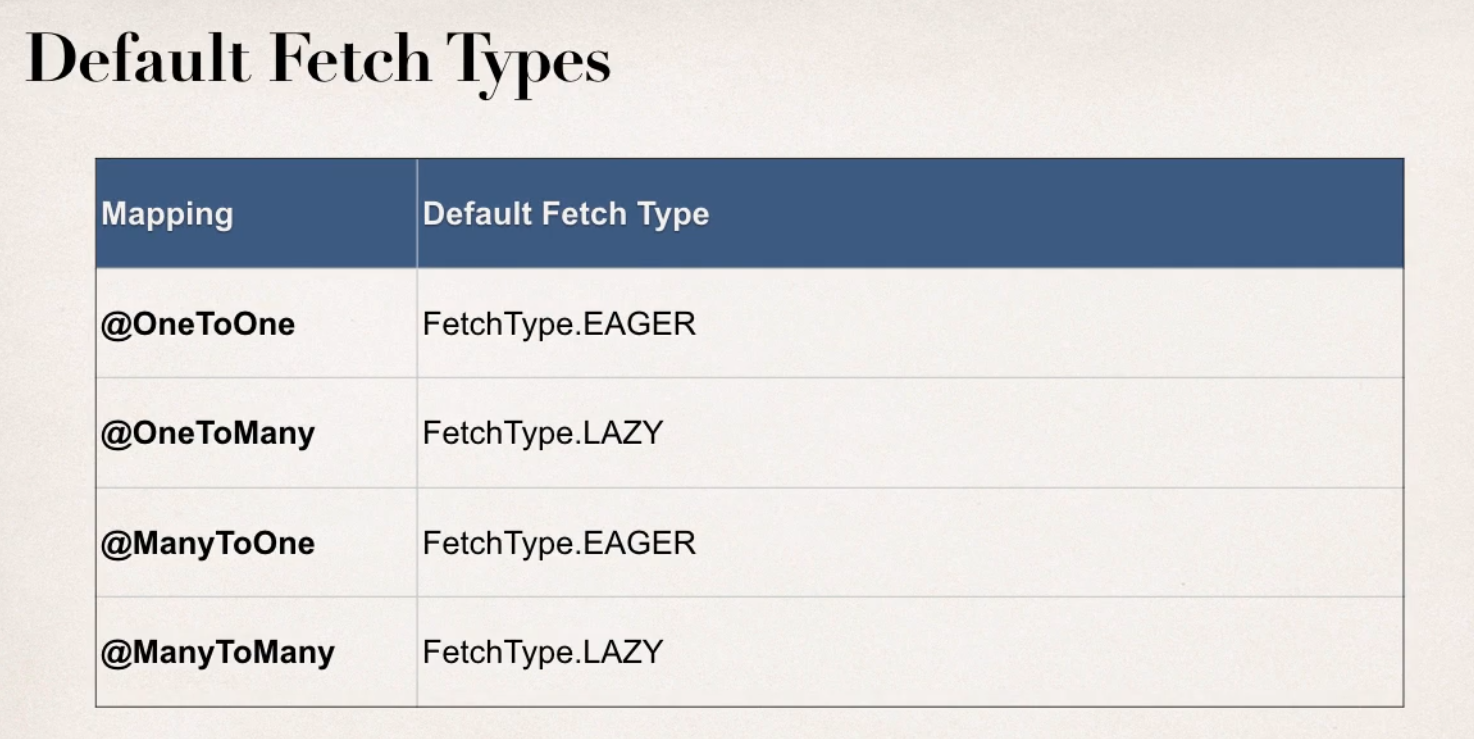 Default Fetch Types
Mapping Default Fetch Type
@OneToOne FetchType.EAGER
@OneToMany FetchType.LAZY
@ManyToOne FetchType.EAGER
@ManyToMany FetchType.LAZY